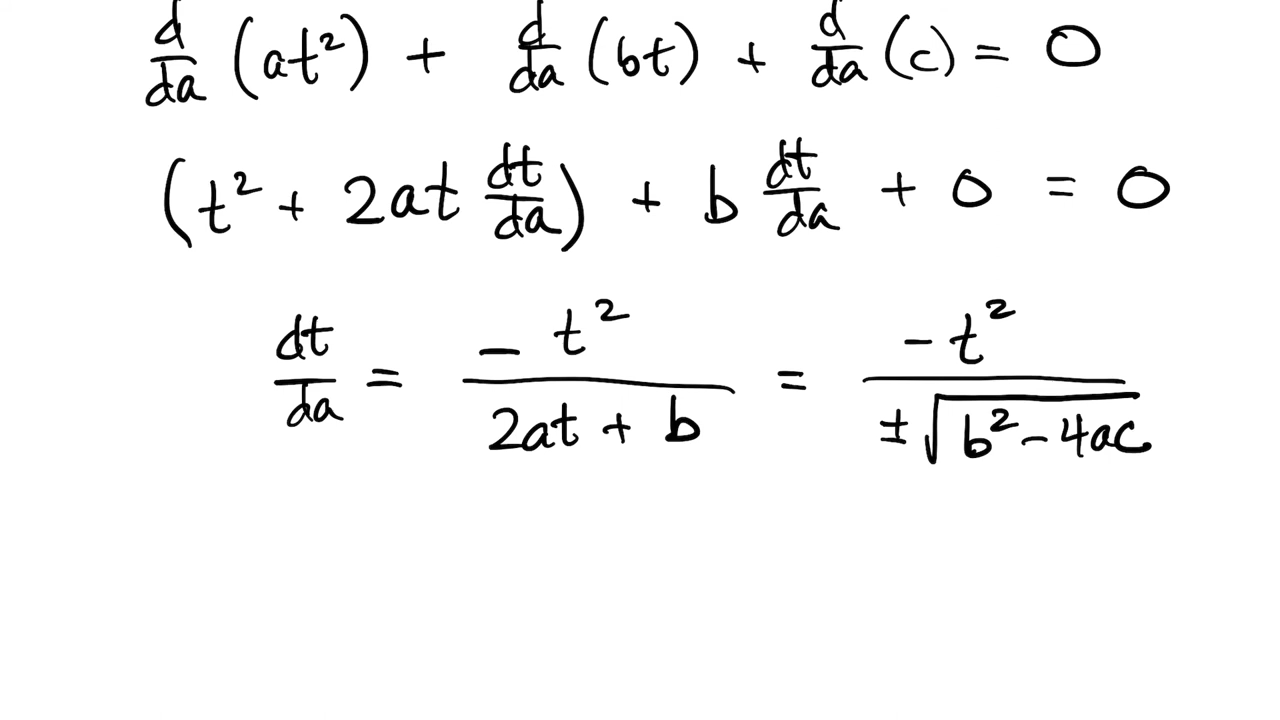 d/da (at²) + d/da (bt) + d/da (c) = 0
(t² + 2at dt/da) + b dt/da + 0 = 0
dt/da = -t²/(2at + b) = -t²/(±√(b² - 4ac))